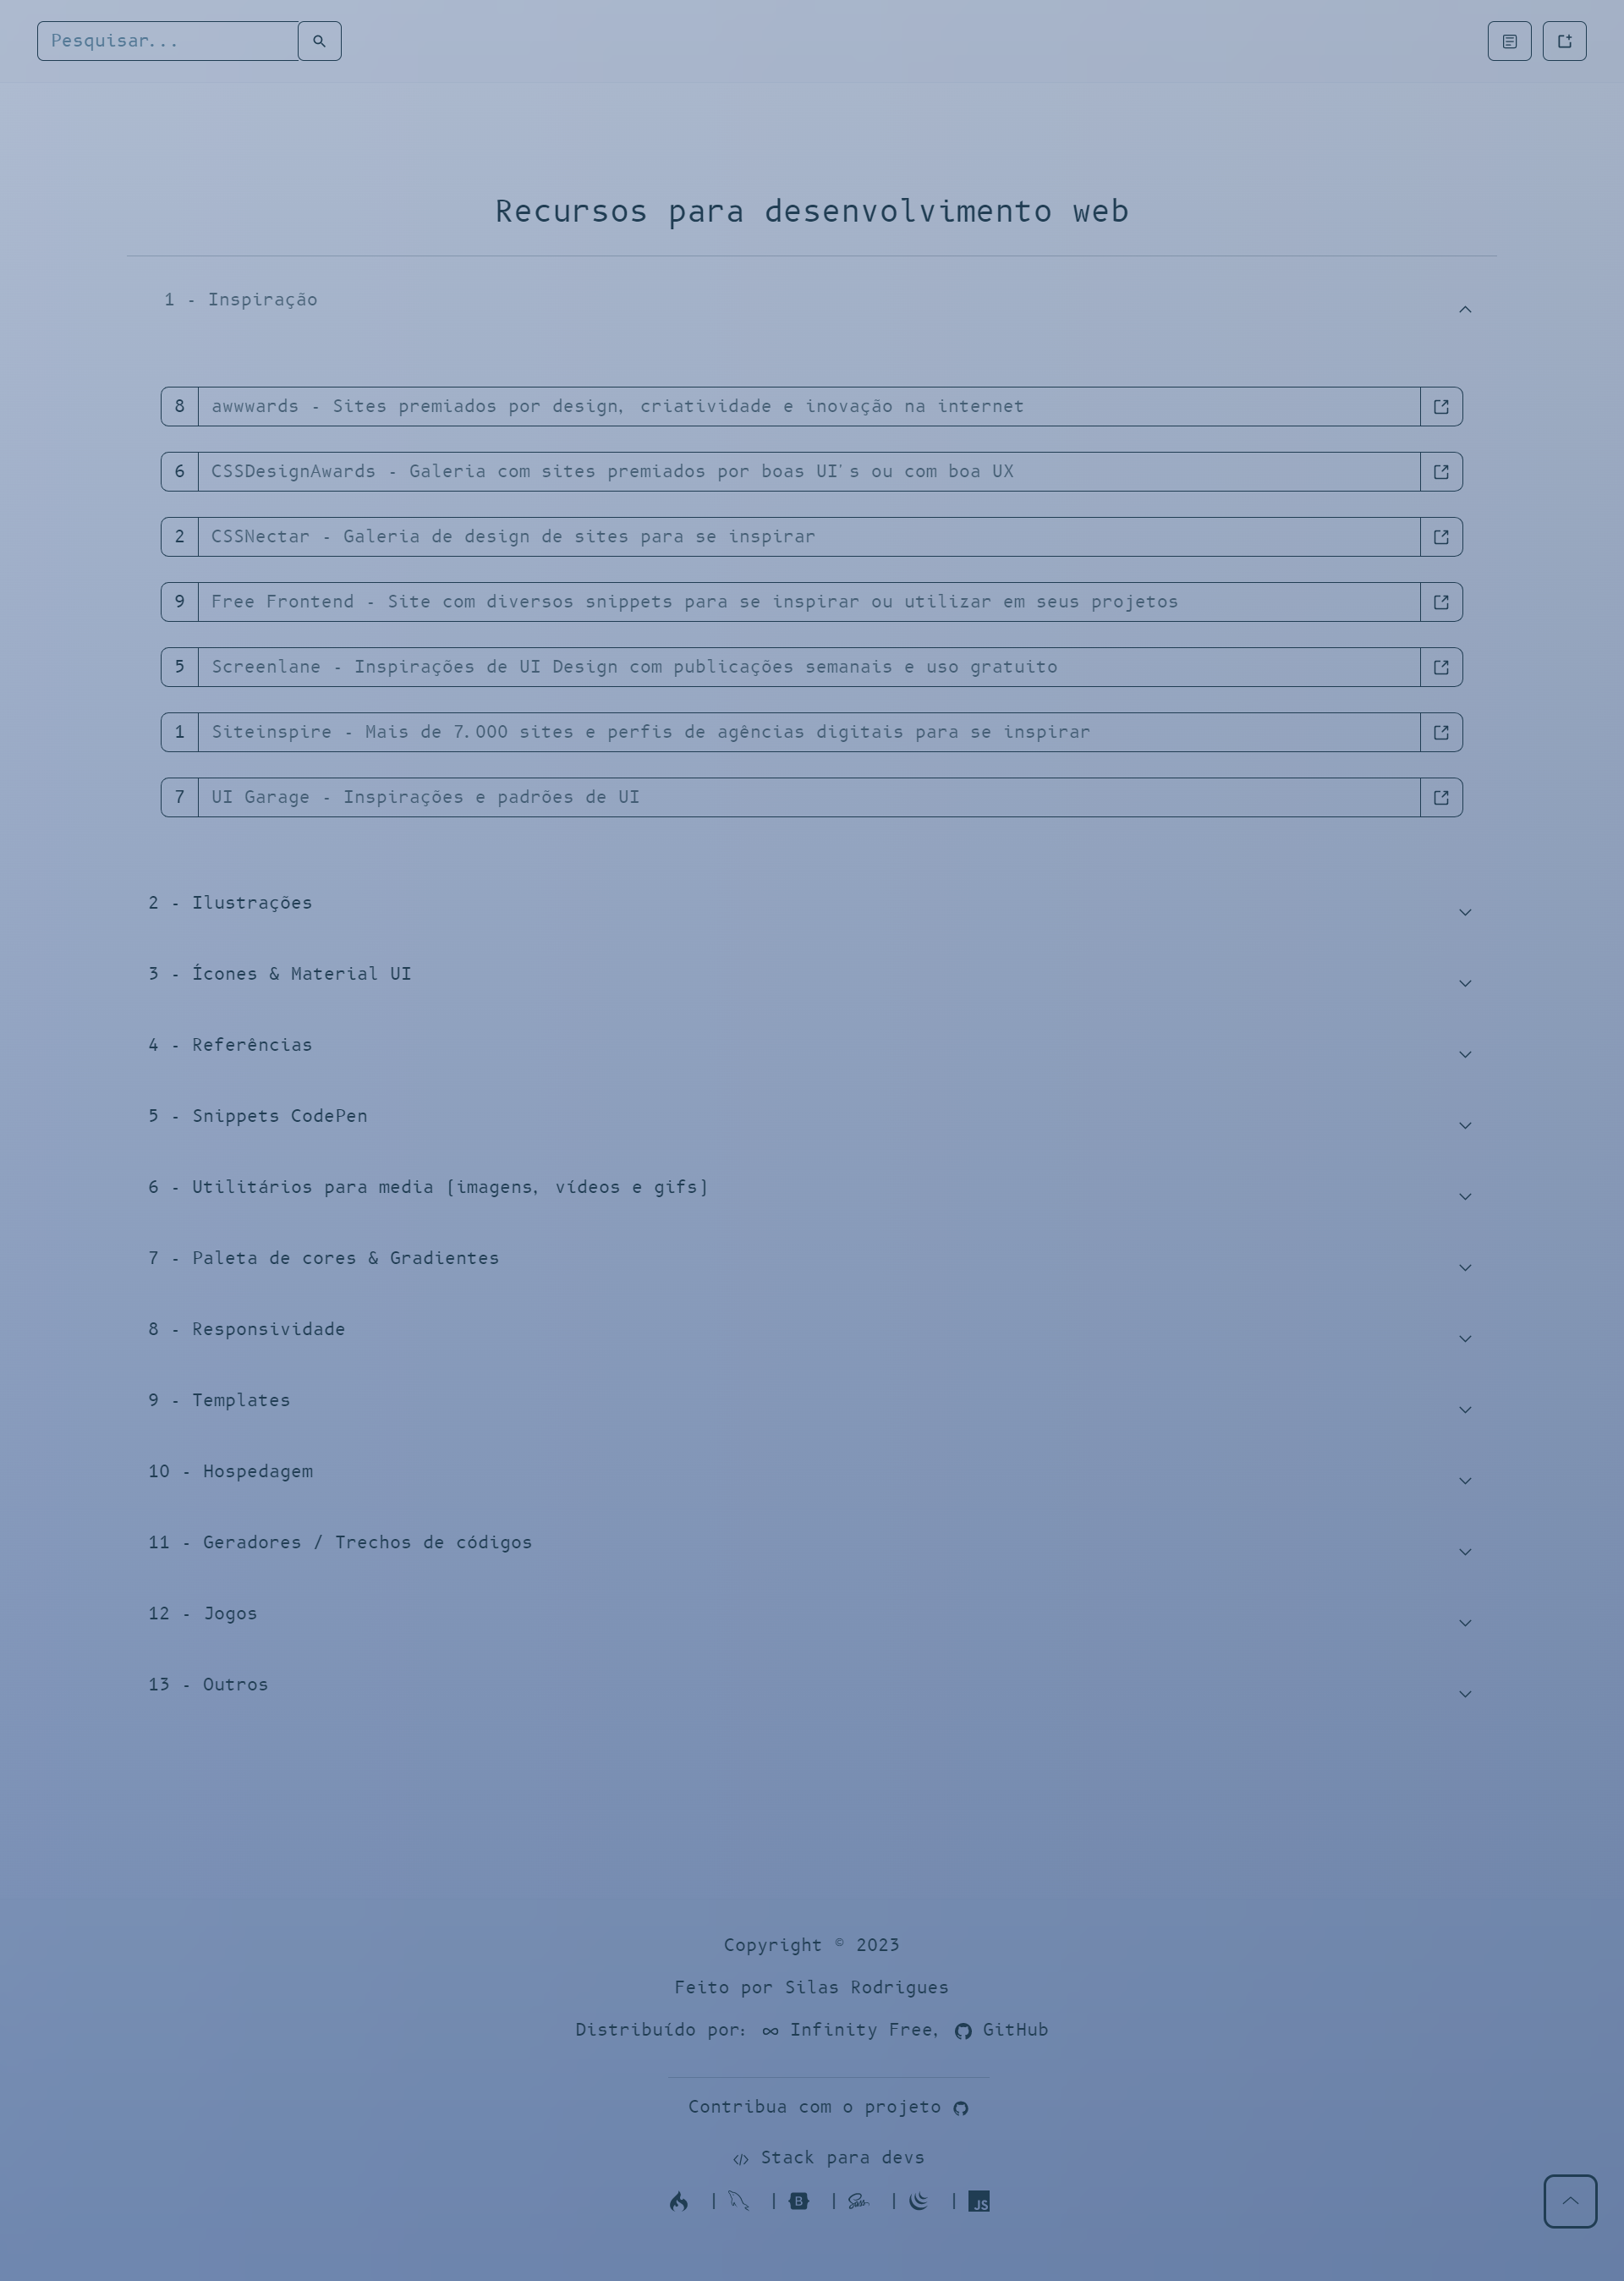 Pesquisar...
Recursos para desenvolvimento web
1 - Inspiração
8 awwwards - Sites premiados por design, criatividade e inovação na internet
6 CSSDesignAwards - Galeria com sites premiados por boas UI's ou com boa UX
2 CSSNectar - Galeria de design de sites para se inspirar
9 Free Frontend - Site com diversos snippets para se inspirar ou utilizar em seus projetos
5 Screenlane - Inspirações de UI Design com publicações semanais e uso gratuito
1 Siteinspire - Mais de 7.000 sites e perfis de agências digitais para se inspirar
7 UI Garage - Inspirações e padrões de UI
2 - Ilustrações
3 - Ícones & Material UI
4 - Referências
5 - Snippets CodePen
6 - Utilitários para media (imagens, vídeos e gifs)
7 - Paleta de cores & Gradientes
8 - Responsividade
9 - Templates
10 - Hospedagem
11 - Geradores / Trechos de códigos
12 - Jogos
13 - Outros
Copyright © 2023
Feito por Silas Rodrigues
Distribuído por: Infinity Free, GitHub
Contribua com o projeto
Stack para devs
| | B | Sass | | JS